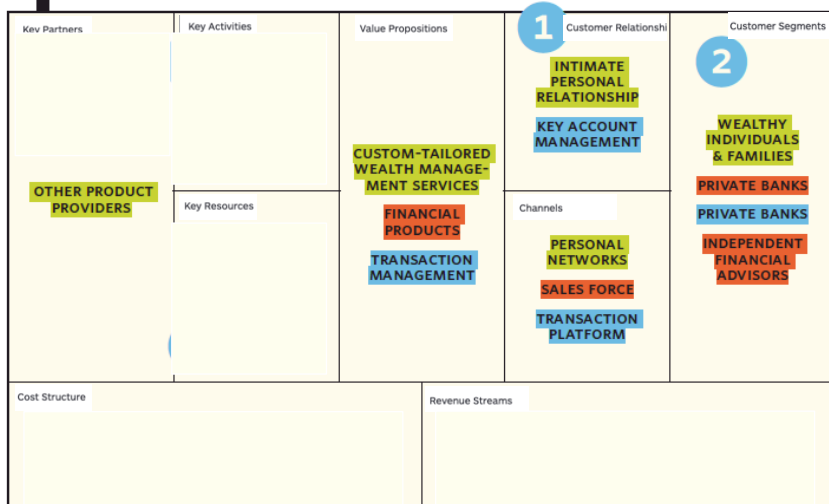 Key Partners
OTHER PRODUCT
PROVIDERS
Key Activities
Key Resources
Value Propositions
CUSTOM-TAILORED
WEALTH MANAGE-
MENT SERVICES
FINANCIAL
PRODUCTS
TRANSACTION
MANAGEMENT
1
Customer Relationshi
INTIMATE
PERSONAL
RELATIONSHIP
KEY ACCOUNT
MANAGEMENT
Channels
PERSONAL
NETWORKS
SALES FORCE
TRANSACTION
PLATFORM
Customer Segments
2
WEALTHY
INDIVIDUALS
& FAMILIES
PRIVATE BANKS
PRIVATE BANKS
INDEPENDENT
FINANCIAL
ADVISORS
Cost Structure
Revenue Streams